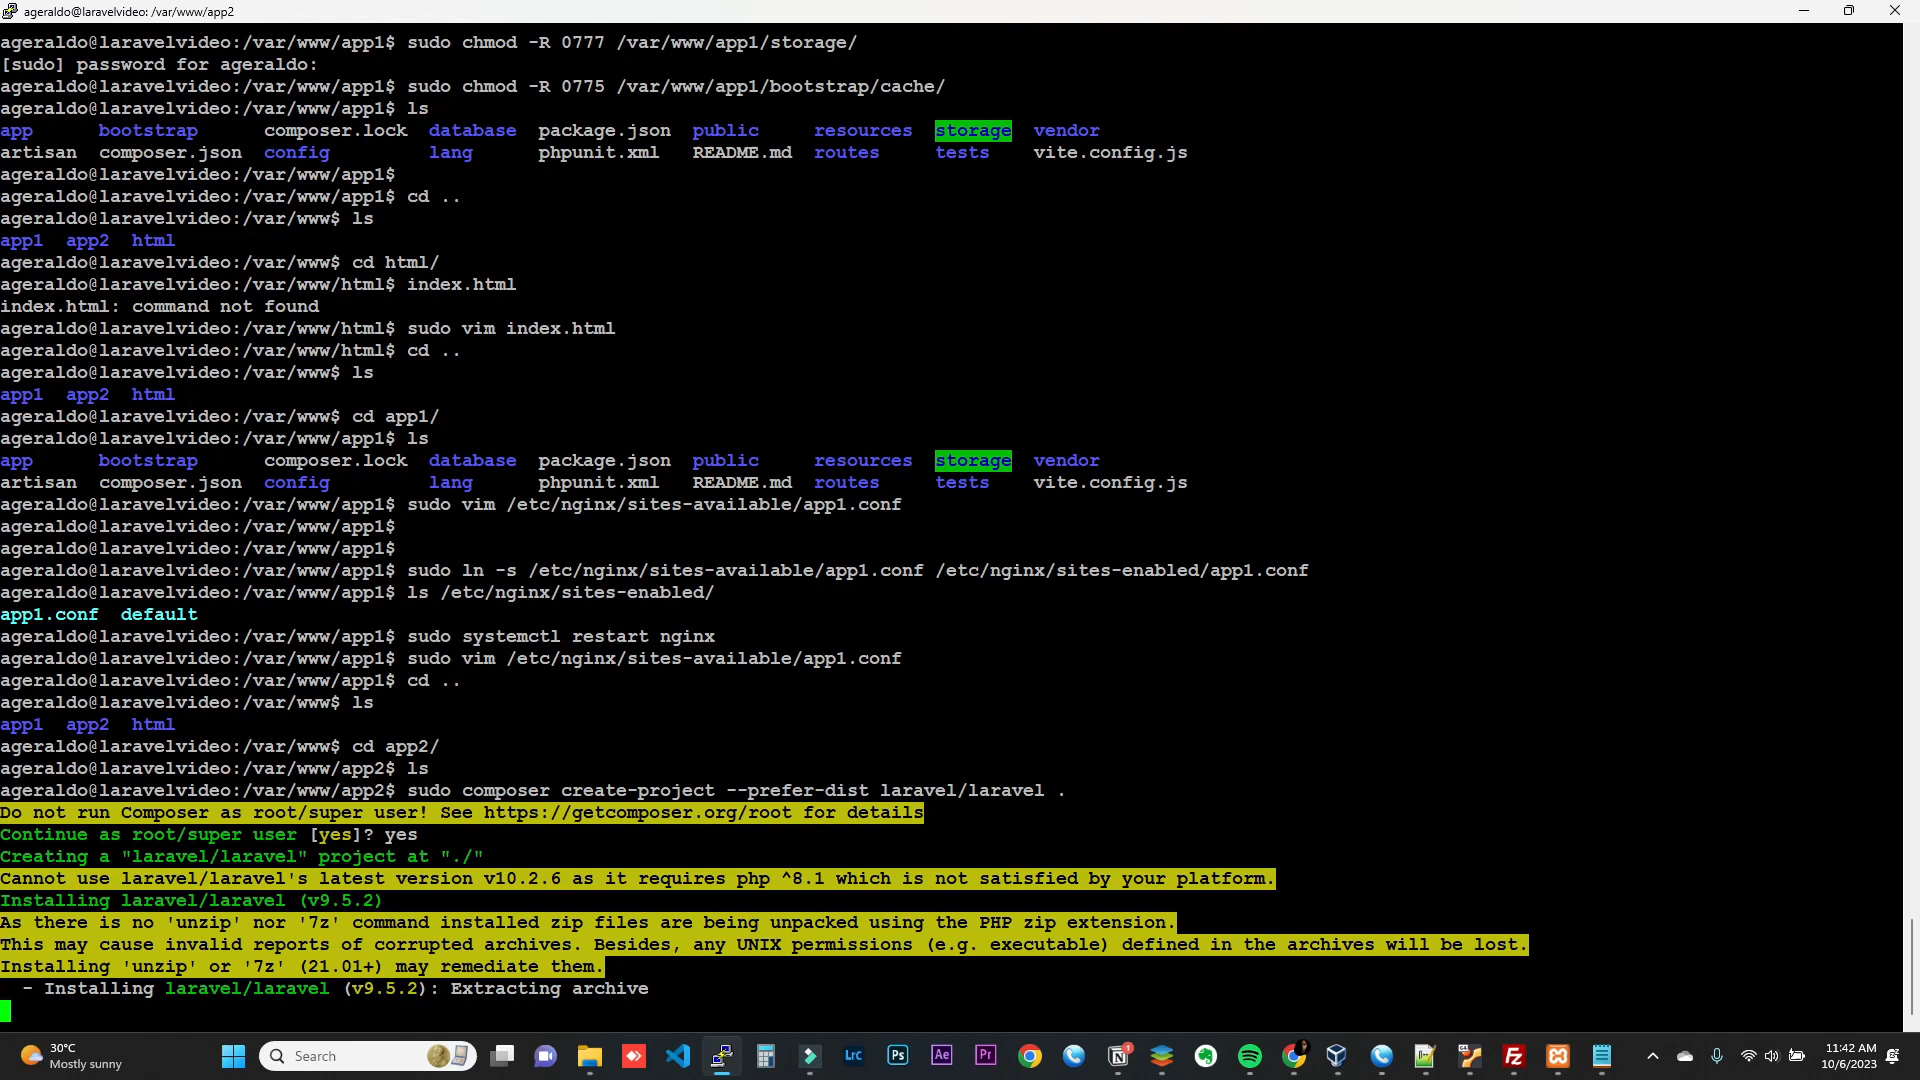 ageraldo@laravelvideo: /var/www/app2
ageraldo@laravelvideo:/var/www/app1$ sudo chmod -R 0777 /var/www/app1/storage/
[sudo] password for ageraldo:
ageraldo@laravelvideo:/var/www/app1$ sudo chmod -R 0775 /var/www/app1/bootstrap/cache/
ageraldo@laravelvideo:/var/www/app1$ ls
app bootstrap composer.lock database package.json public resources storage vendor
artisan composer.json config lang phpunit.xml README.md routes tests vite.config.js
ageraldo@laravelvideo:/var/www/app1$
ageraldo@laravelvideo:/var/www/app1$ cd ..
ageraldo@laravelvideo:/var/www$ ls
app1 app2 html
ageraldo@laravelvideo:/var/www$ cd html/
ageraldo@laravelvideo:/var/www/html$ index.html
index.html: command not found
ageraldo@laravelvideo:/var/www/html$ sudo vim index.html
ageraldo@laravelvideo:/var/www/html$ cd ..
ageraldo@laravelvideo:/var/www$ ls
app1 app2 html
ageraldo@laravelvideo:/var/www$ cd app1/
ageraldo@laravelvideo:/var/www/app1$ ls
app bootstrap composer.lock database package.json public resources storage vendor
artisan composer.json config lang phpunit.xml README.md routes tests vite.config.js
ageraldo@laravelvideo:/var/www/app1$ sudo vim /etc/nginx/sites-available/app1.conf
ageraldo@laravelvideo:/var/www/app1$
ageraldo@laravelvideo:/var/www/app1$
ageraldo@laravelvideo:/var/www/app1$ sudo ln -s /etc/nginx/sites-available/app1.conf /etc/nginx/sites-enabled/app1.conf
ageraldo@laravelvideo:/var/www/app1$ ls /etc/nginx/sites-enabled/
app1.conf default
ageraldo@laravelvideo:/var/www/app1$ sudo systemctl restart nginx
ageraldo@laravelvideo:/var/www/app1$ sudo vim /etc/nginx/sites-available/app1.conf
ageraldo@laravelvideo:/var/www/app1$ cd ..
ageraldo@laravelvideo:/var/www$ ls
app1 app2 html
ageraldo@laravelvideo:/var/www$ cd app2/
ageraldo@laravelvideo:/var/www/app2$ ls
ageraldo@laravelvideo:/var/www/app2$ sudo composer create-project --prefer-dist laravel/laravel .
Do not run Composer as root/super user! See https://getcomposer.org/root for details
Continue as root/super user [yes]? yes
Creating a "laravel/laravel" project at "./"
Cannot use laravel/laravel's latest version v10.2.6 as it requires php ^8.1 which is not satisfied by your platform.
Installing laravel/laravel (v9.5.2)
As there is no 'unzip' nor '7z' command installed zip files are being unpacked using the PHP zip extension.
This may cause invalid reports of corrupted archives. Besides, any UNIX permissions (e.g. executable) defined in the archives will be lost.
Installing 'unzip' or '7z' (21.01+) may remediate them.
- Installing laravel/laravel (v9.5.2): Extracting archive
30°C
Mostly sunny
Search
Lrc
Ps
Ae
Pr
1
11:42 AM
10/6/2023